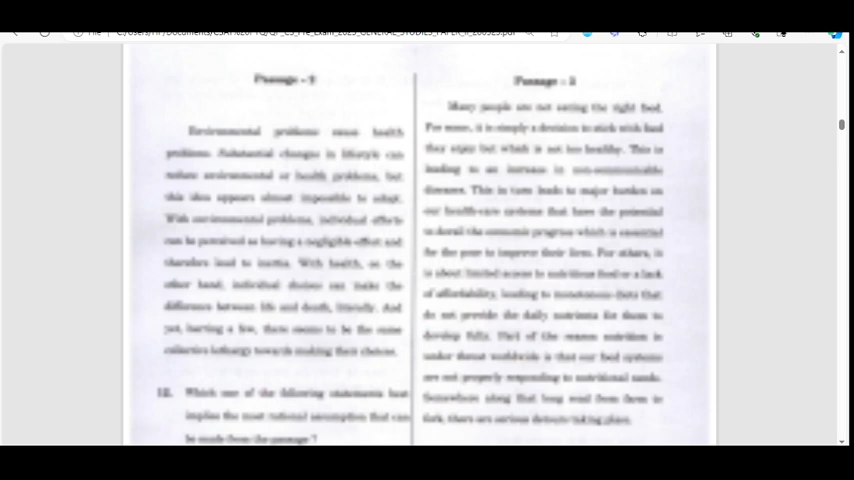 Passage – 2
Environmental problems cause health
problems. Substantial changes in lifestyle can
reduce environmental or health problems, but
this idea appears almost impossible to adopt.
With environmental problems, individual efforts
can be perceived as having a negligible effect and
therefore lead to inertia. With health, on the
other hand, individual choices can make the
difference between life and death, literally. And
yet, barring a few, there seems to be the same
collective lethargy towards making their choices.
12. Which one of the following statements best
implies the most rational assumption that can
be made from the passage ?
Passage – 3
Many people are not eating the right food.
For some, it is simply a decision to stick with food
they enjoy but which is not too healthy. This is
leading to an increase in non-communicable
diseases. This in turn leads to major burden on
our health-care systems that have the potential
to derail the economic progress which is essential
for the poor to improve their lives. For others, it
is about limited access to nutritious food or a lack
of affordability, leading to monotonous diets that
do not provide the daily nutrients for them to
develop fully. Part of the reason nutrition is
under threat worldwide is that our food systems
are not properly responding to nutritional needs.
Somewhere along that long road from farm to
fork, there are serious detours taking place.